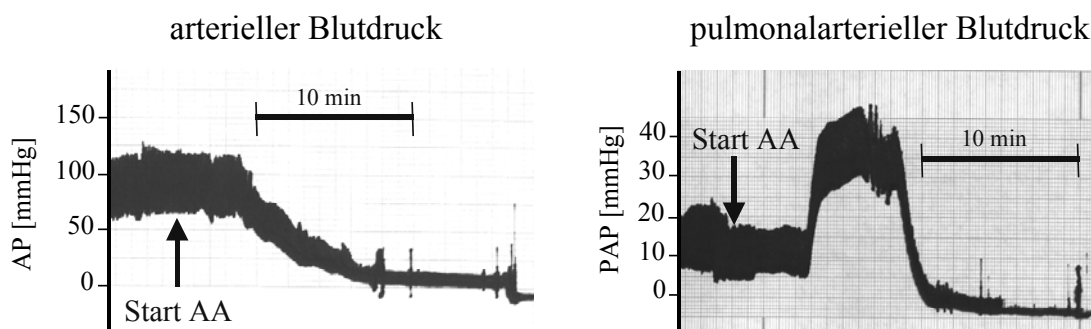 arterieller Blutdruck
10 min
150
100
50
0
AP [mmHg]
Start AA
pulmonalarterieller Blutdruck
40
30
20
10
0
PAP [mmHg]
Start AA
10 min